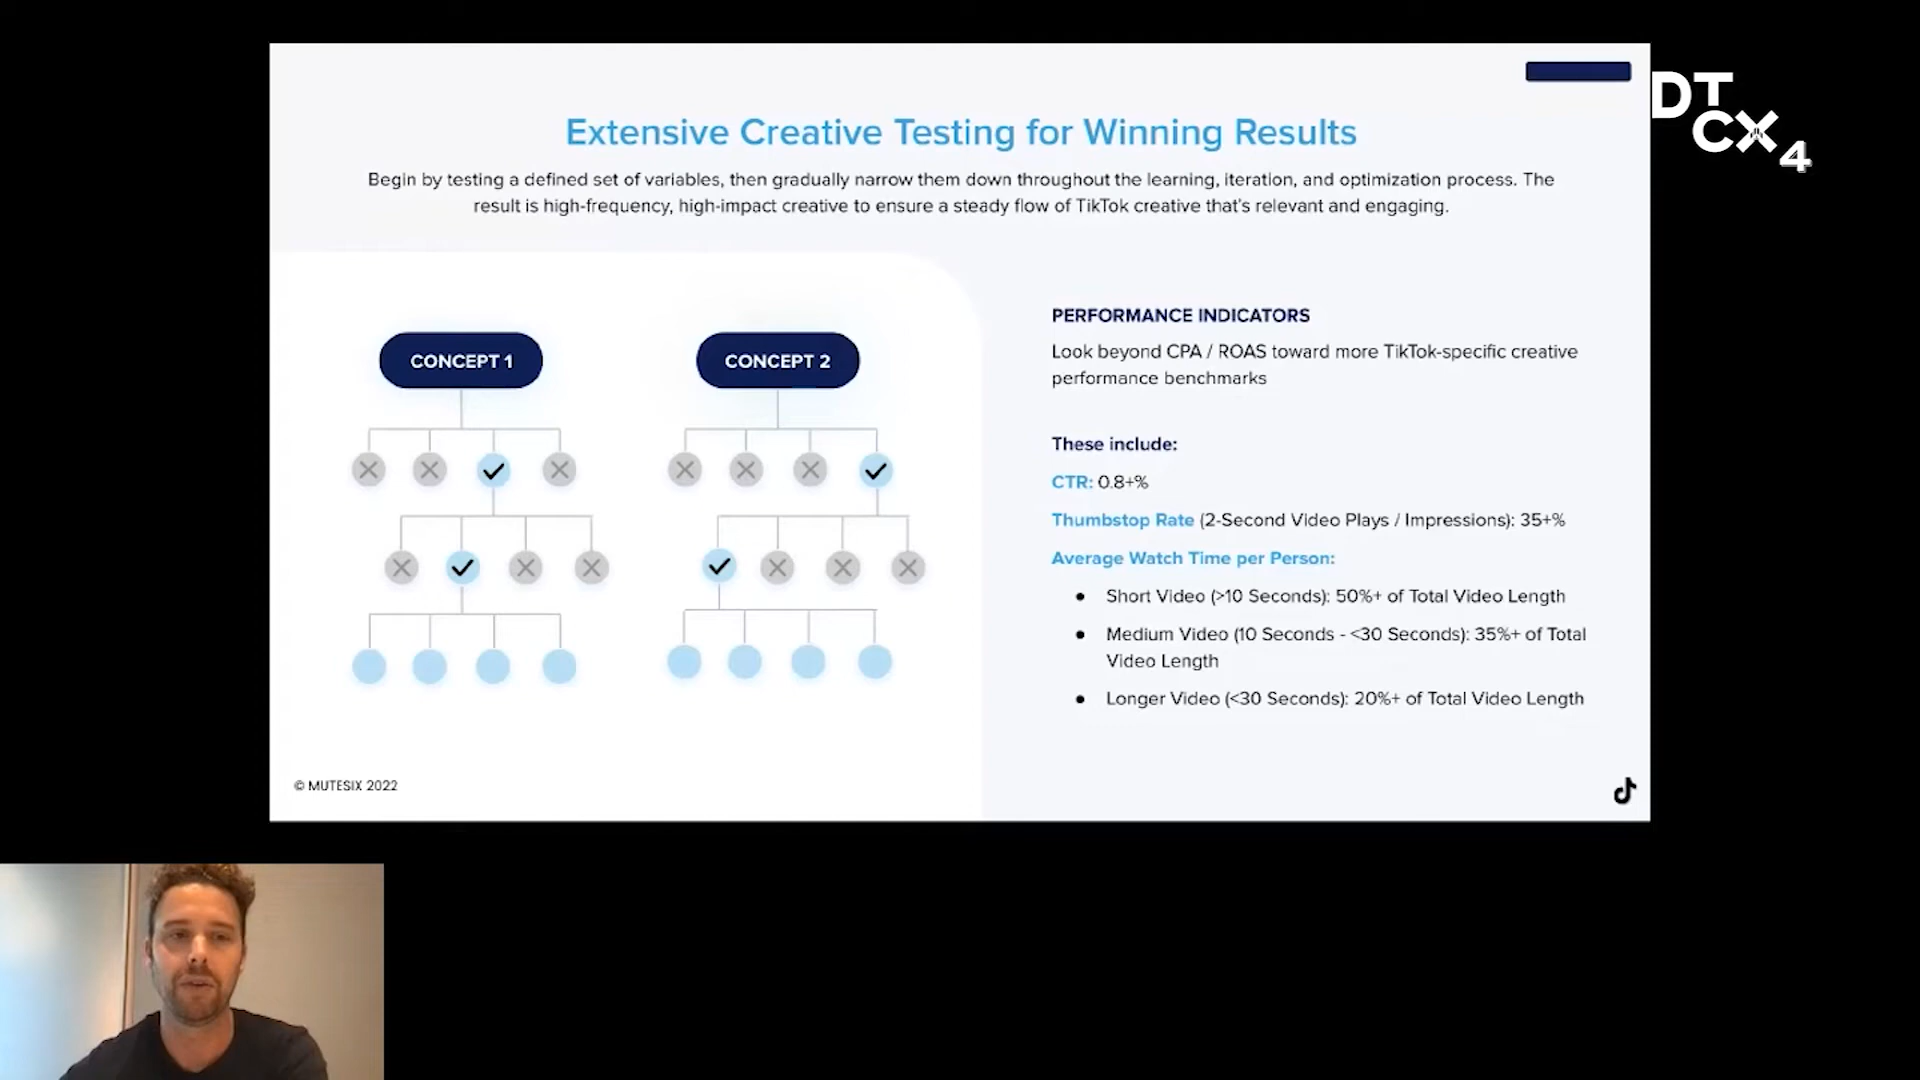 DT
CX4
Extensive Creative Testing for Winning Results
Begin by testing a defined set of variables, then gradually narrow them down throughout the learning, iteration, and optimization process. The
result is high-frequency, high-impact creative to ensure a steady flow of TikTok creative that's relevant and engaging.
CONCEPT 1
CONCEPT 2
PERFORMANCE INDICATORS
Look beyond CPA / ROAS toward more TikTok-specific creative
performance benchmarks
These include:
CTR: 0.8+%
Thumbstop Rate (2-Second Video Plays / Impressions): 35+%
Average Watch Time per Person:
● Short Video (>10 Seconds): 50%+ of Total Video Length
● Medium Video (10 Seconds - <30 Seconds): 35%+ of Total
Video Length
● Longer Video (<30 Seconds): 20%+ of Total Video Length
© MUTESIX 2022